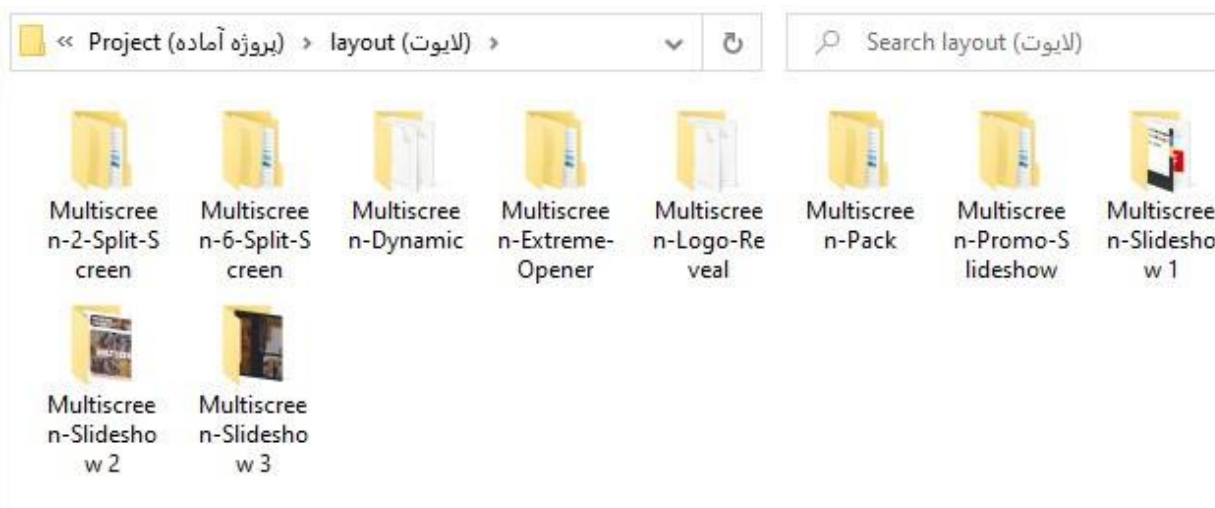 « Project (پروژه آماده) › layout (لایوت) ›
Search layout (لایوت)
Multiscree
n-2-Split-S
creen
Multiscree
n-6-Split-S
creen
Multiscree
n-Dynamic
Multiscree
n-Extreme-
Opener
Multiscree
n-Logo-Re
veal
Multiscree
n-Pack
Multiscree
n-Promo-S
lideshow
Multiscree
n-Slidesho
w 1
Multiscree
n-Slidesho
w 2
Multiscree
n-Slidesho
w 3